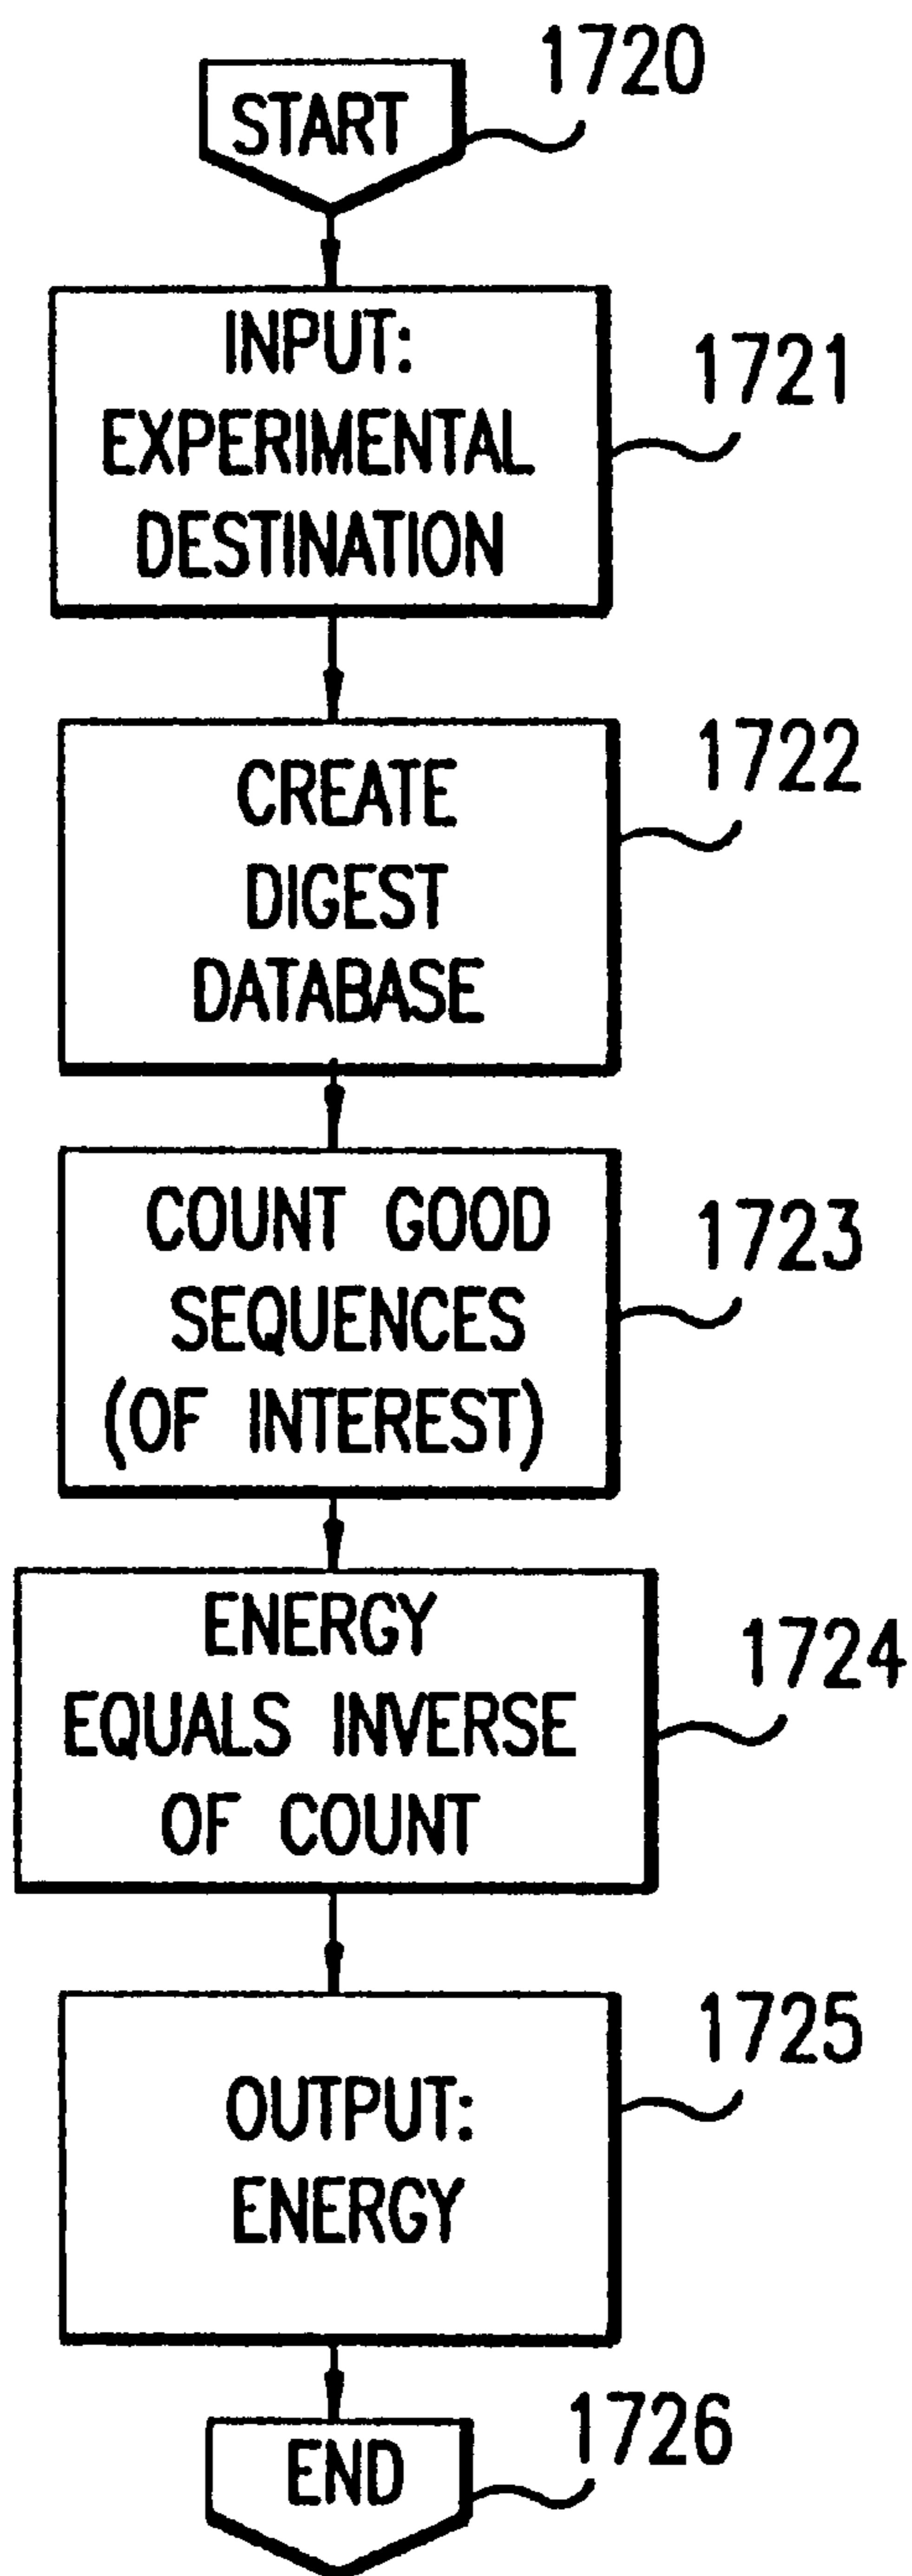 1720
START
INPUT:
EXPERIMENTAL
DESTINATION
1721
CREATE
DIGEST
DATABASE
1722
COUNT GOOD
SEQUENCES
(OF INTEREST)
1723
ENERGY
EQUALS INVERSE
OF COUNT
1724
OUTPUT:
ENERGY
1725
END
1726